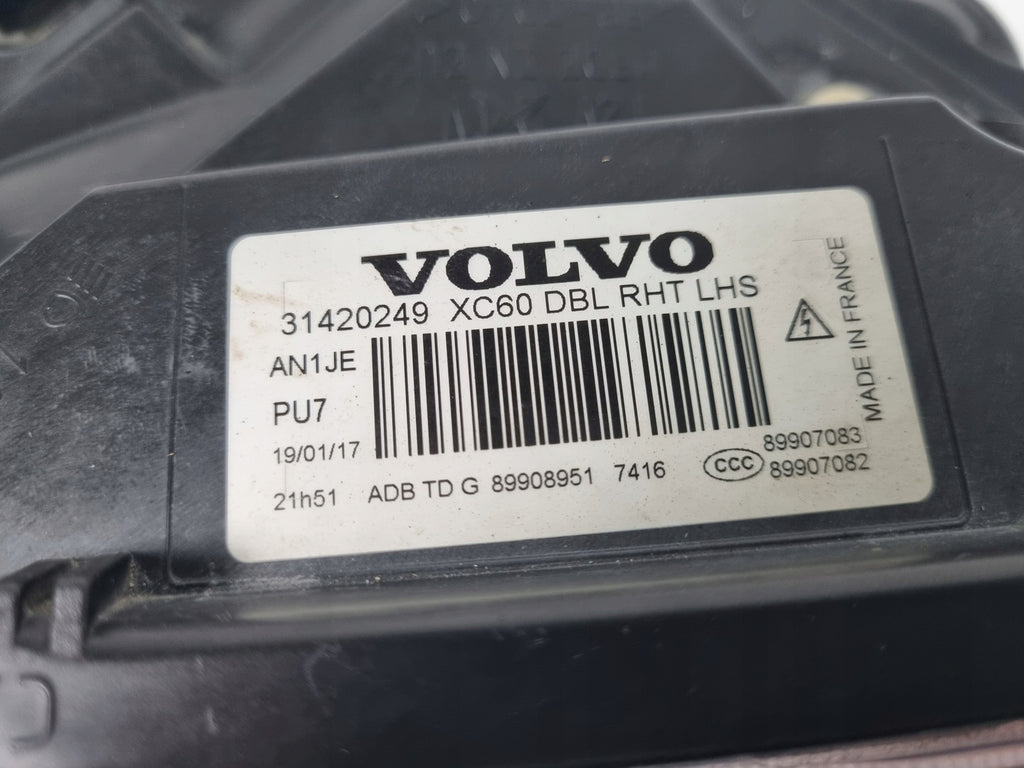 VOLVO
31420249 XC60 DBL RHT LHS
AN1JE
PU7
19/01/17
21h51 ADB TD G 89908951 7416
CCC
89907083
89907082
MADE IN FRANCE